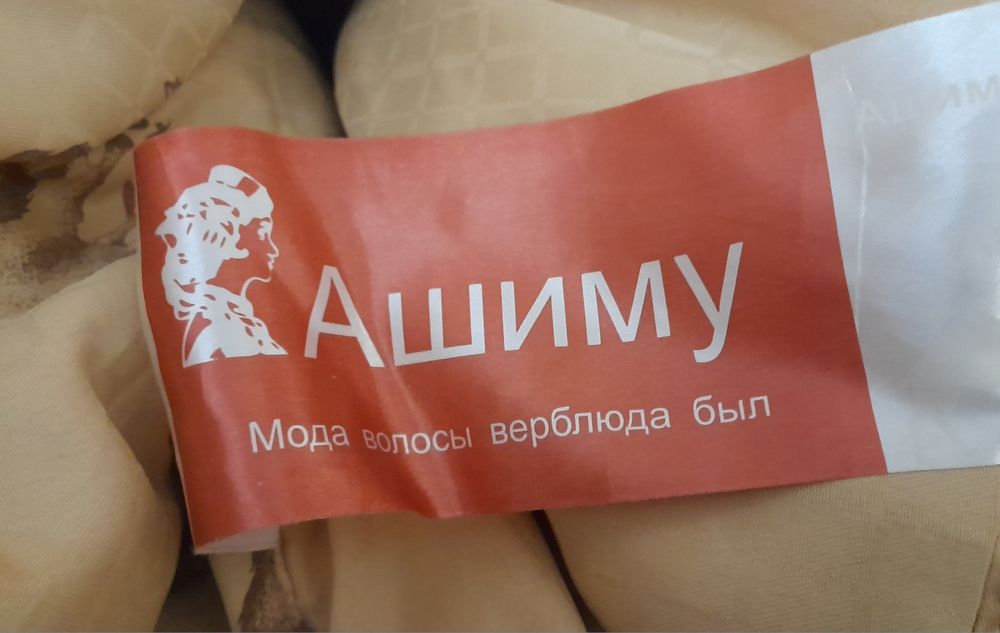 Ашиму
Мода волосы верблюда был